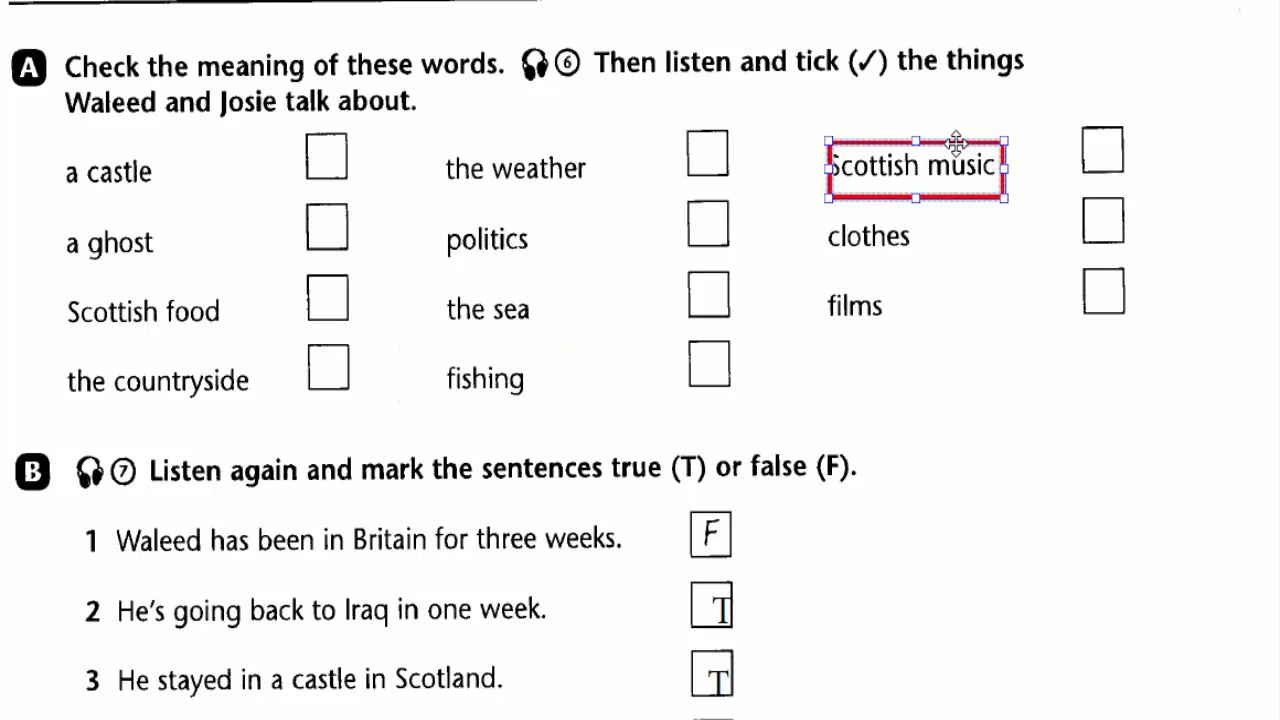 A Check the meaning of these words. 6 Then listen and tick (✓) the things
Waleed and Josie talk about.
a castle the weather Scottish music
a ghost politics clothes
Scottish food the sea films
the countryside fishing
B 7 Listen again and mark the sentences true (T) or false (F).
1 Waleed has been in Britain for three weeks. F
2 He's going back to Iraq in one week. T
3 He stayed in a castle in Scotland. T